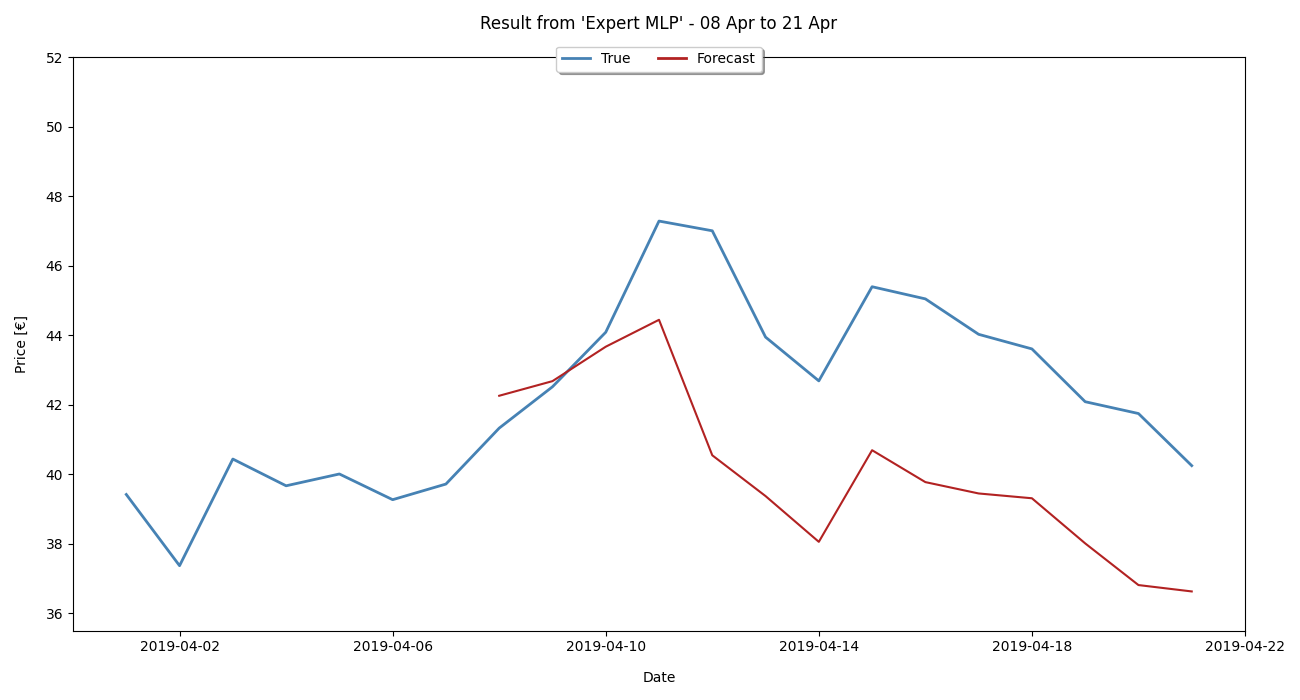 Result from 'Expert MLP' - 08 Apr to 21 Apr
True Forecast
52
50
48
46
44
42
40
38
36
Price [€]
2019-04-02 2019-04-06 2019-04-10 2019-04-14 2019-04-18 2019-04-22
Date